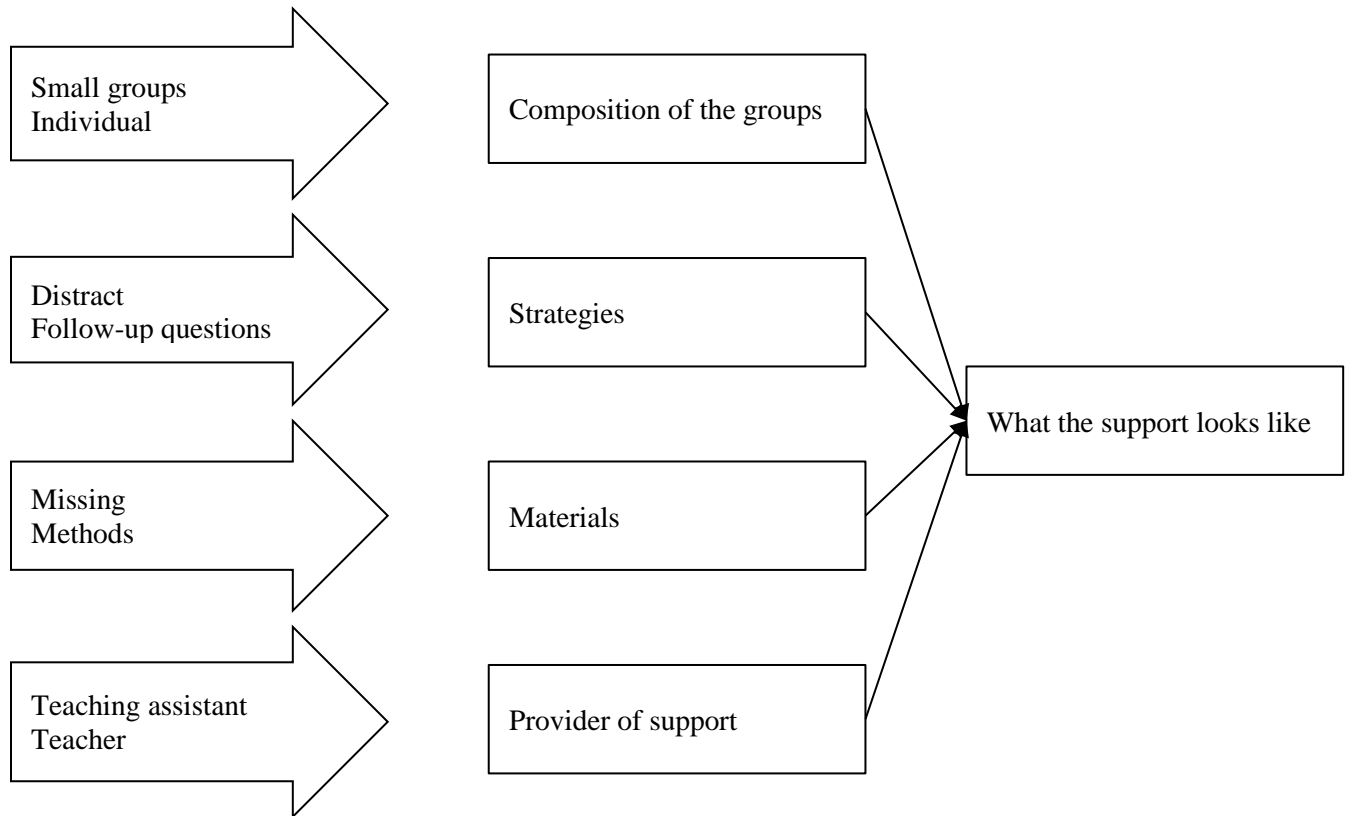 Small groups
Individual
Composition of the groups
Distract
Follow-up questions
Strategies
What the support looks like
Missing
Methods
Materials
Teaching assistant
Teacher
Provider of support